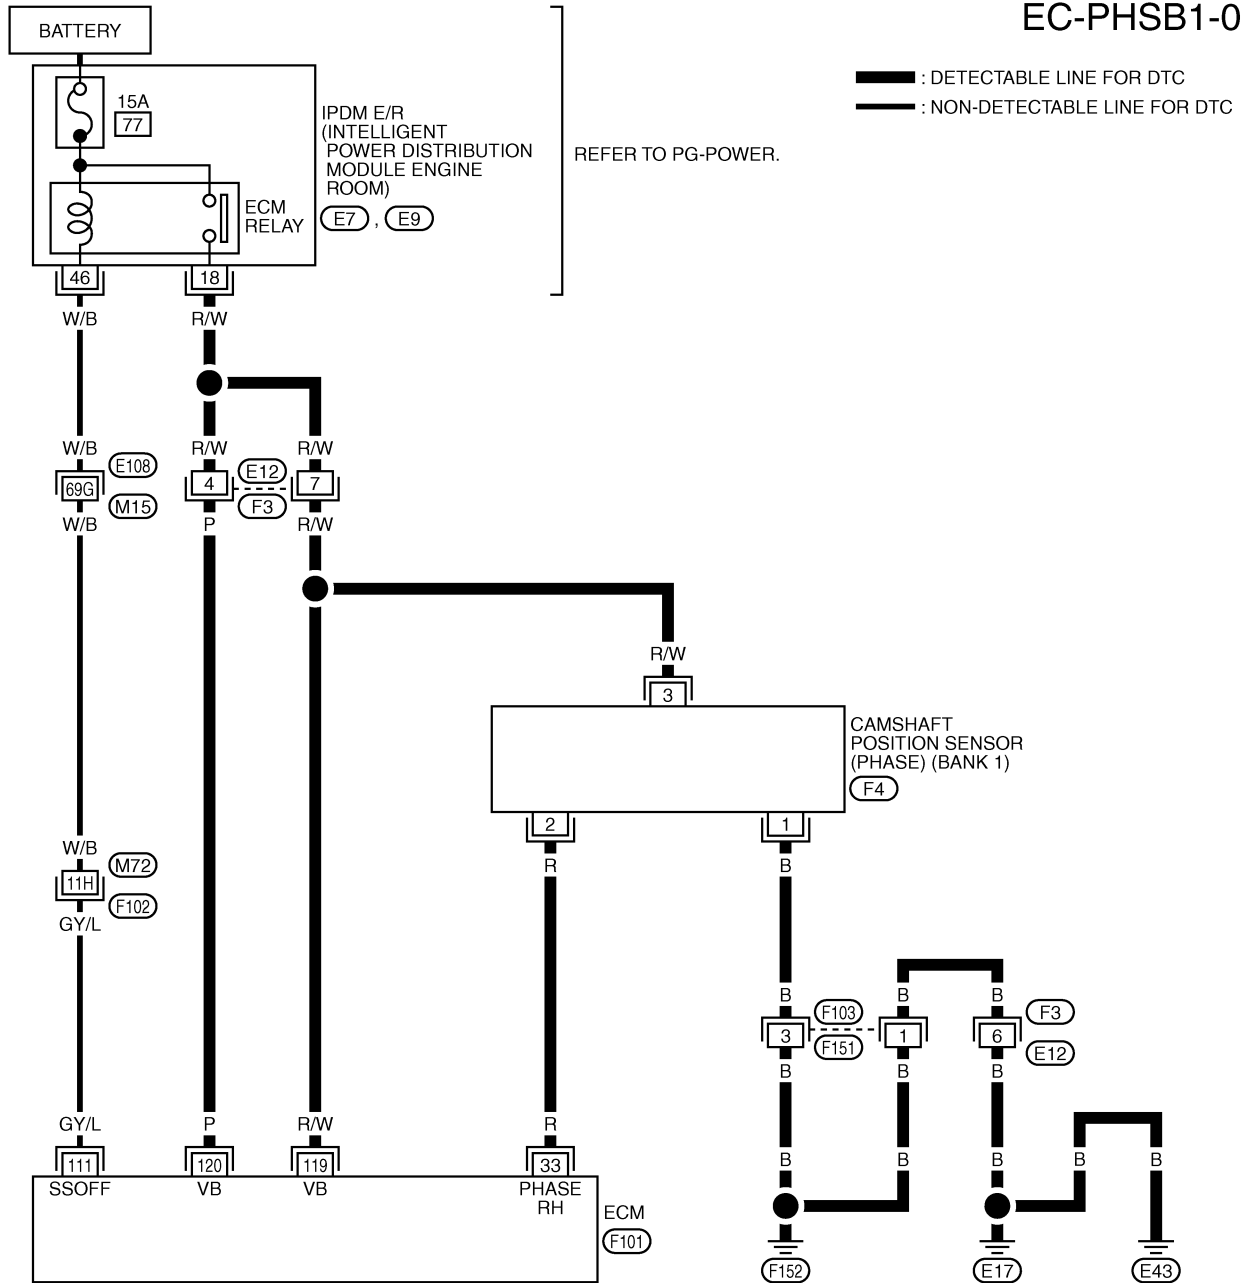 EC-PHSB1-0
BATTERY
: DETECTABLE LINE FOR DTC
: NON-DETECTABLE LINE FOR DTC
15A
77
IPDM E/R
(INTELLIGENT
POWER DISTRIBUTION
MODULE ENGINE
ROOM)
E7 , E9
REFER TO PG-POWER.
ECM
RELAY
46 18
W/B R/W
W/B R/W R/W
E108 E12
69G 4 7
M15 F3
W/B P R/W
R/W
3
CAMSHAFT
POSITION SENSOR
(PHASE) (BANK 1)
F4
2 1
R B
W/B
M72
11H
F102
GY/L
B B B
F103 F3
3 1 6
F151 E12
B B B
GY/L P R/W R
B B B B
111 120 119 33
SSOFF VB VB PHASE
RH
ECM
F101
F152 E17 E43